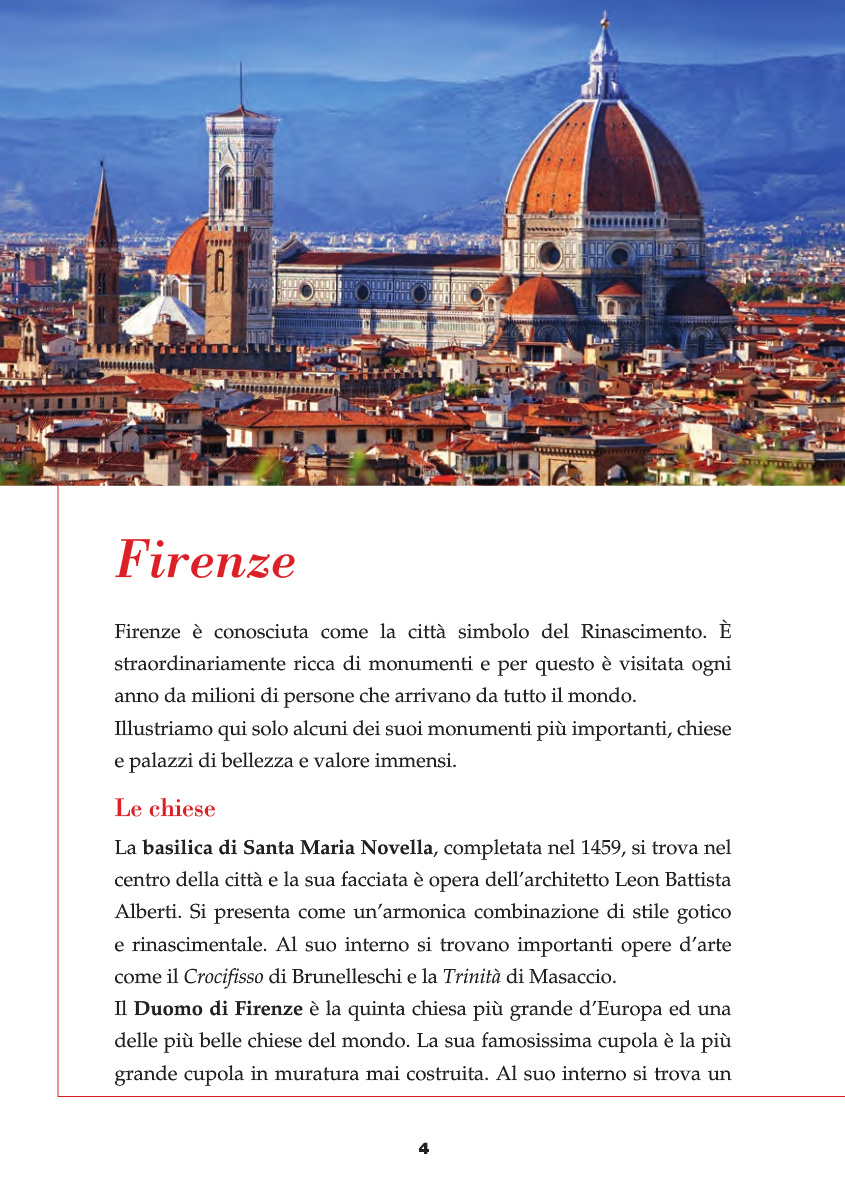 Firenze
Firenze è conosciuta come la città simbolo del Rinascimento. È
straordinariamente ricca di monumenti e per questo è visitata ogni
anno da milioni di persone che arrivano da tutto il mondo.
Illustriamo qui solo alcuni dei suoi monumenti più importanti, chiese
e palazzi di bellezza e valore immensi.
Le chiese
La basilica di Santa Maria Novella, completata nel 1459, si trova nel
centro della città e la sua facciata è opera dell’architetto Leon Battista
Alberti. Si presenta come un’armonica combinazione di stile gotico
e rinascimentale. Al suo interno si trovano importanti opere d’arte
come il Crocifisso di Brunelleschi e la Trinità di Masaccio.
Il Duomo di Firenze è la quinta chiesa più grande d’Europa ed una
delle più belle chiese del mondo. La sua famosissima cupola è la più
grande cupola in muratura mai costruita. Al suo interno si trova un
4